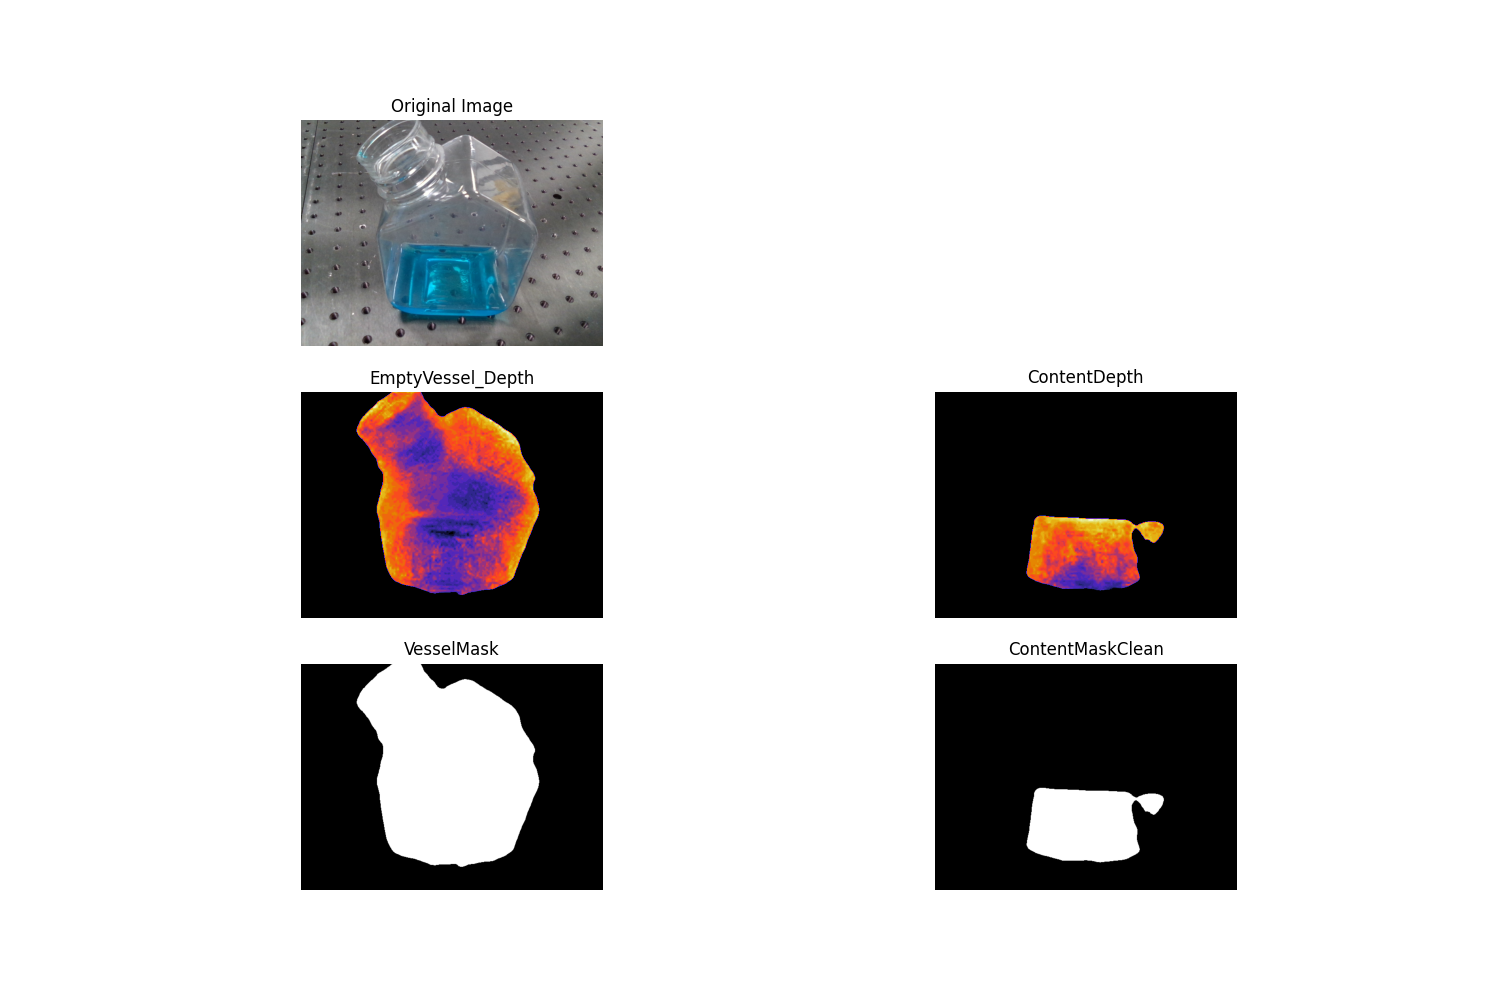 Original Image
EmptyVessel_Depth
ContentDepth
VesselMask
ContentMaskClean